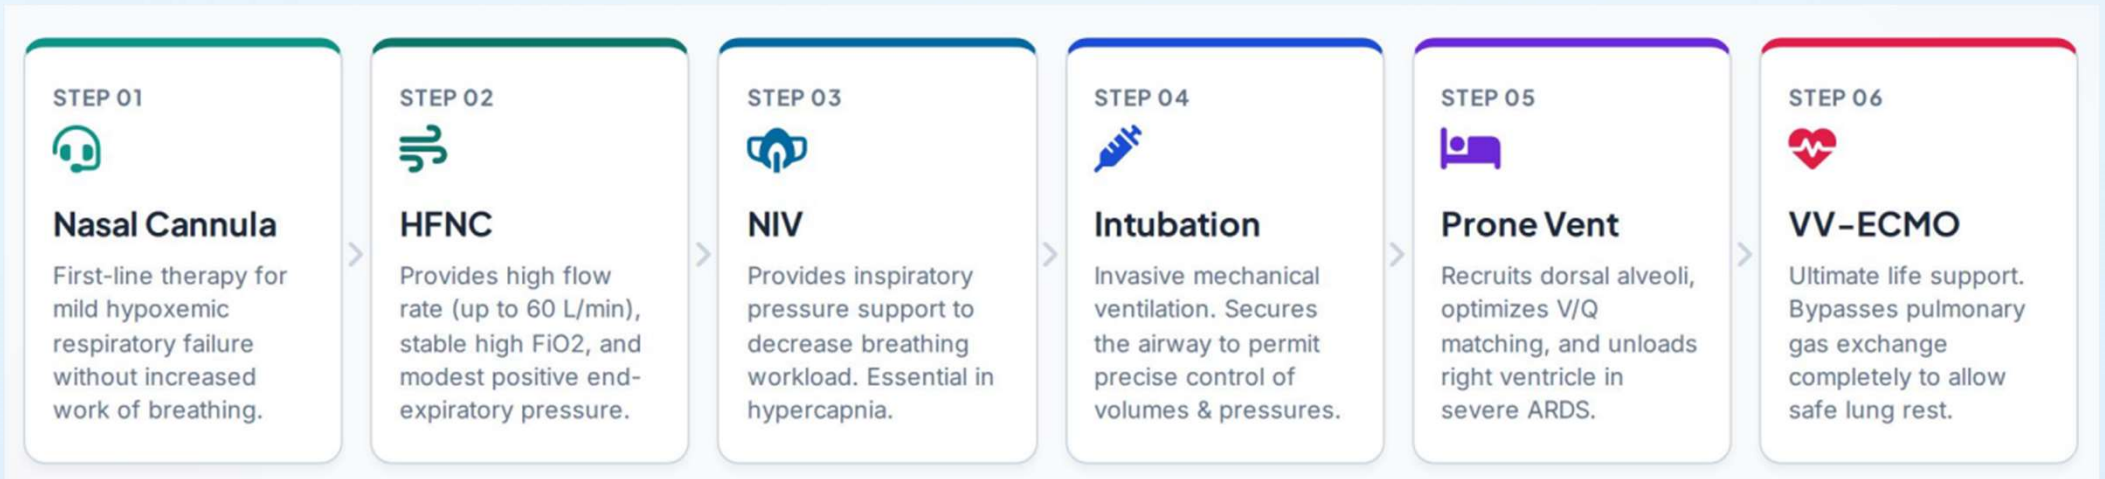 STEP 01
Nasal Cannula
First-line therapy for
mild hypoxemic
respiratory failure
without increased
work of breathing.
STEP 02
HFNC
Provides high flow
rate (up to 60 L/min),
stable high FiO2, and
modest positive end-
expiratory pressure.
STEP 03
NIV
Provides inspiratory
pressure support to
decrease breathing
workload. Essential in
hypercapnia.
STEP 04
Intubation
Invasive mechanical
ventilation. Secures
the airway to permit
precise control of
volumes & pressures.
STEP 05
Prone Vent
Recruits dorsal alveoli,
optimizes V/Q
matching, and unloads
right ventricle in
severe ARDS.
STEP 06
VV-ECMO
Ultimate life support.
Bypasses pulmonary
gas exchange
completely to allow
safe lung rest.